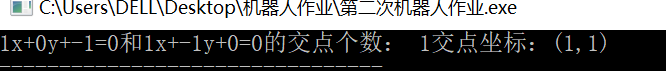 C:\Users\DELL\Desktop\机器人作业\第二次机器人作业.exe
1x+0y+-1=0和1x+-1y+0=0的交点个数： 1交点坐标：(1,1)
--------------------------------